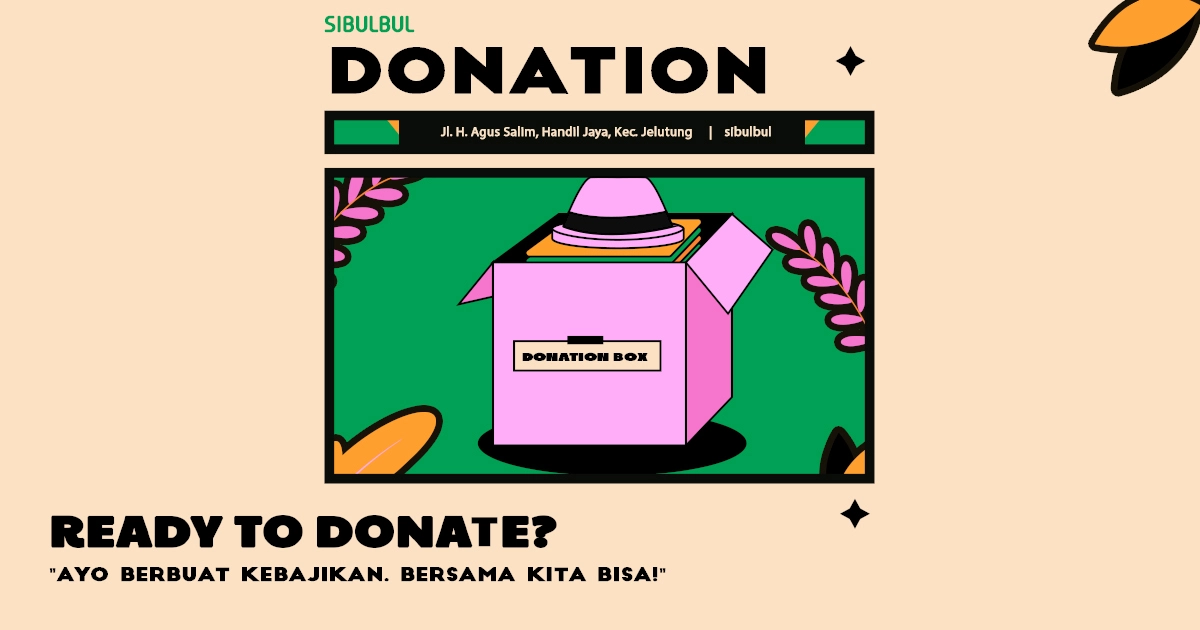 SIBULBUL
DONATION
Jl. H. Agus Salim, Handil Jaya, Kec. Jelutung | sibulbul
DONATION BOX
READY TO DONATE?
"AYO BERBUAT KEBAJIKAN. BERSAMA KITA BISA!"